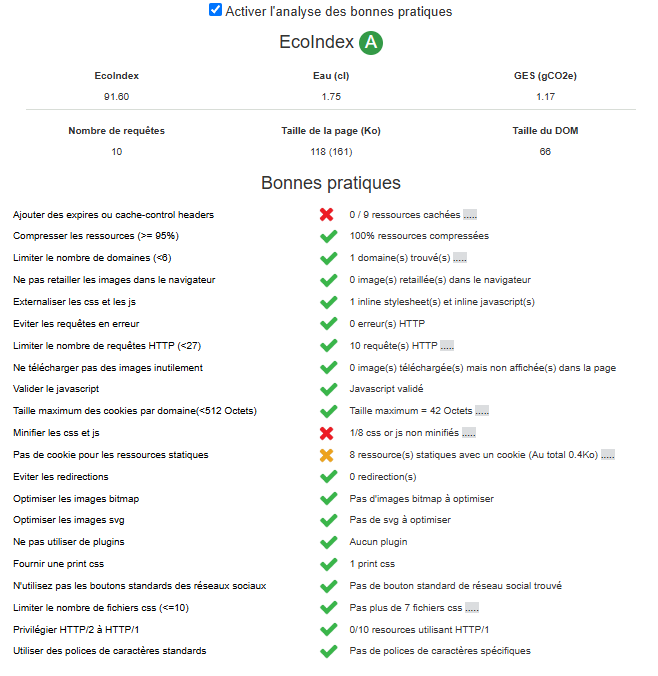 Activer l'analyse des bonnes pratiques
EcoIndex A
EcoIndex Eau (cl) GES (gCO2e)
91.60 1.75 1.17
Nombre de requêtes Taille de la page (Ko) Taille du DOM
10 118 (161) 66
Bonnes pratiques
Ajouter des expires ou cache-control headers 0 / 9 ressources cachées .....
Compresser les ressources (>= 95%) 100% ressources compressées
Limiter le nombre de domaines (<6) 1 domaine(s) trouvé(s) .....
Ne pas retailler les images dans le navigateur 0 image(s) retaillée(s) dans le navigateur
Externaliser les css et les js 1 inline stylesheet(s) et inline javascript(s)
Eviter les requêtes en erreur 0 erreur(s) HTTP
Limiter le nombre de requêtes HTTP (<27) 10 requête(s) HTTP .....
Ne télécharger pas des images inutilement 0 image(s) téléchargée(s) mais non affichée(s) dans la page
Valider le javascript Javascript validé
Taille maximum des cookies par domaine(<512 Octets) Taille maximum = 42 Octets .....
Minifier les css et js 1/8 css or js non minifiés .....
Pas de cookie pour les ressources statiques 8 ressource(s) statiques avec un cookie (Au total 0.4Ko) .....
Eviter les redirections 0 redirection(s)
Optimiser les images bitmap Pas d'images bitmap à optimiser
Optimiser les images svg Pas de svg à optimiser
Ne pas utiliser de plugins Aucun plugin
Fournir une print css 1 print css
N'utilisez pas les boutons standards des réseaux sociaux Pas de bouton standard de réseau social trouvé
Limiter le nombre de fichiers css (<=10) Pas plus de 7 fichiers css .....
Privilégier HTTP/2 à HTTP/1 0/10 resources utilisant HTTP/1
Utiliser des polices de caractères standards Pas de polices de caractères spécifiques